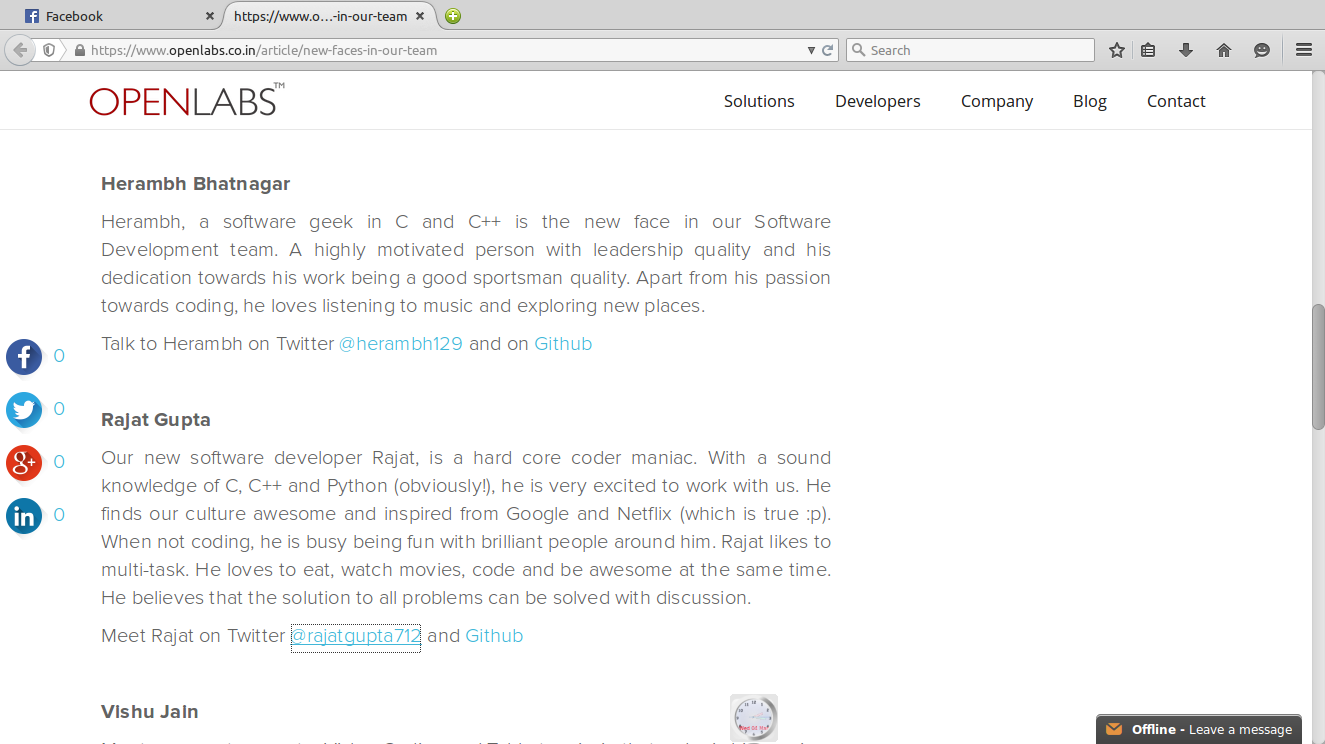 Facebook
https://www.o...-in-our-team
https://www.openlabs.co.in/article/new-faces-in-our-team
Search
OPENLABS™
Solutions Developers Company Blog Contact
Herambh Bhatnagar
Herambh, a software geek in C and C++ is the new face in our Software
Development team. A highly motivated person with leadership quality and his
dedication towards his work being a good sportsman quality. Apart from his passion
towards coding, he loves listening to music and exploring new places.
Talk to Herambh on Twitter @herambh129 and on Github
0
0
0
0
Rajat Gupta
Our new software developer Rajat, is a hard core coder maniac. With a sound
knowledge of C, C++ and Python (obviously!), he is very excited to work with us. He
finds our culture awesome and inspired from Google and Netflix (which is true :p).
When not coding, he is busy being fun with brilliant people around him. Rajat likes to
multi-task. He loves to eat, watch movies, code and be awesome at the same time.
He believes that the solution to all problems can be solved with discussion.
Meet Rajat on Twitter @rajatgupta712 and Github
Vishu Jain
Offline - Leave a message